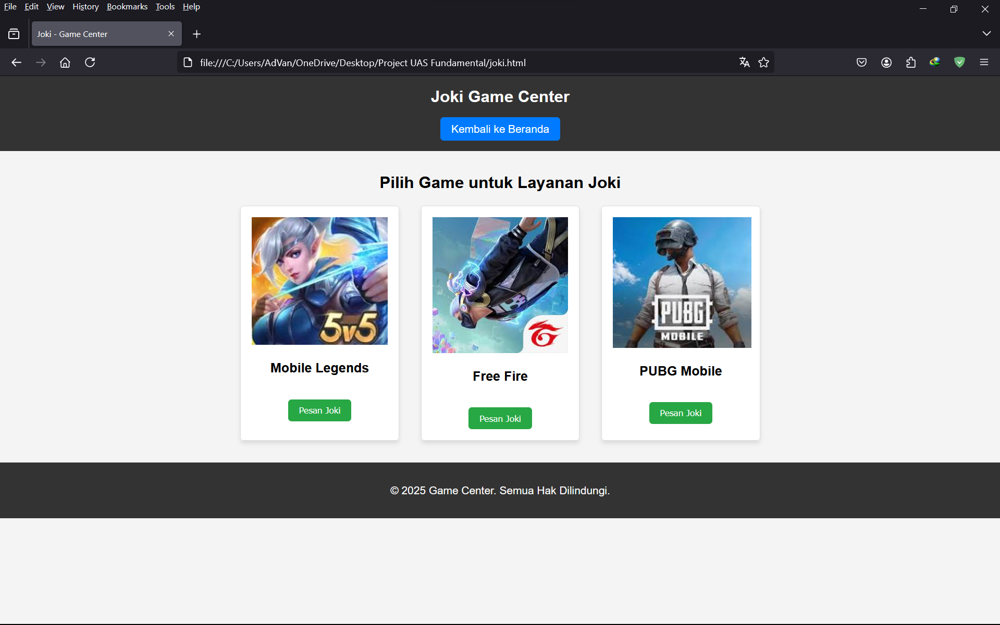 File Edit View History Bookmarks Tools Help
Joki - Game Center
file:///C:/Users/AdVan/OneDrive/Desktop/Project UAS Fundamental/joki.html
Joki Game Center
Kembali ke Beranda
Pilih Game untuk Layanan Joki
5v5
PUBG
MOBILE
Mobile Legends
Free Fire
PUBG Mobile
Pesan Joki
Pesan Joki
Pesan Joki
© 2025 Game Center. Semua Hak Dilindungi.